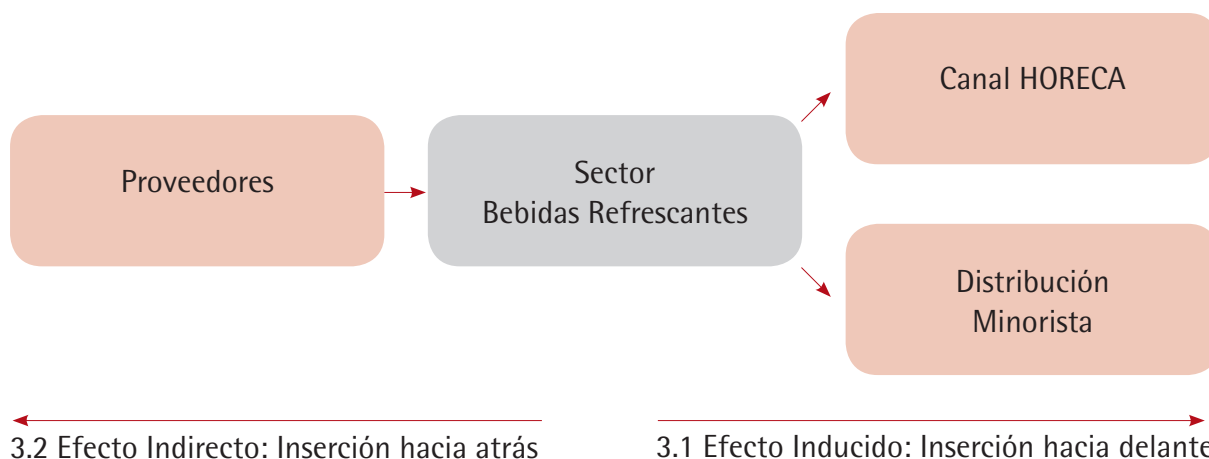 Canal HORECA
Proveedores
Sector
Bebidas Refrescantes
Distribución
Minorista
3.2 Efecto Indirecto: Inserción hacia atrás
3.1 Efecto Inducido: Inserción hacia delante